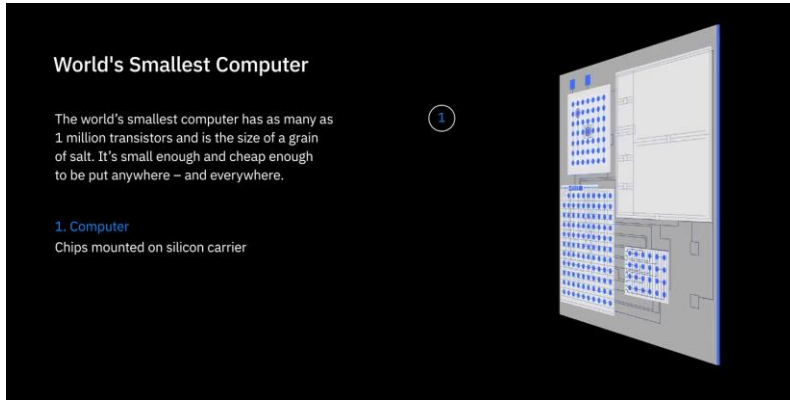 World's Smallest Computer
The world’s smallest computer has as many as
1 million transistors and is the size of a grain
of salt. It’s small enough and cheap enough
to be put anywhere – and everywhere.
1
1. Computer
Chips mounted on silicon carrier